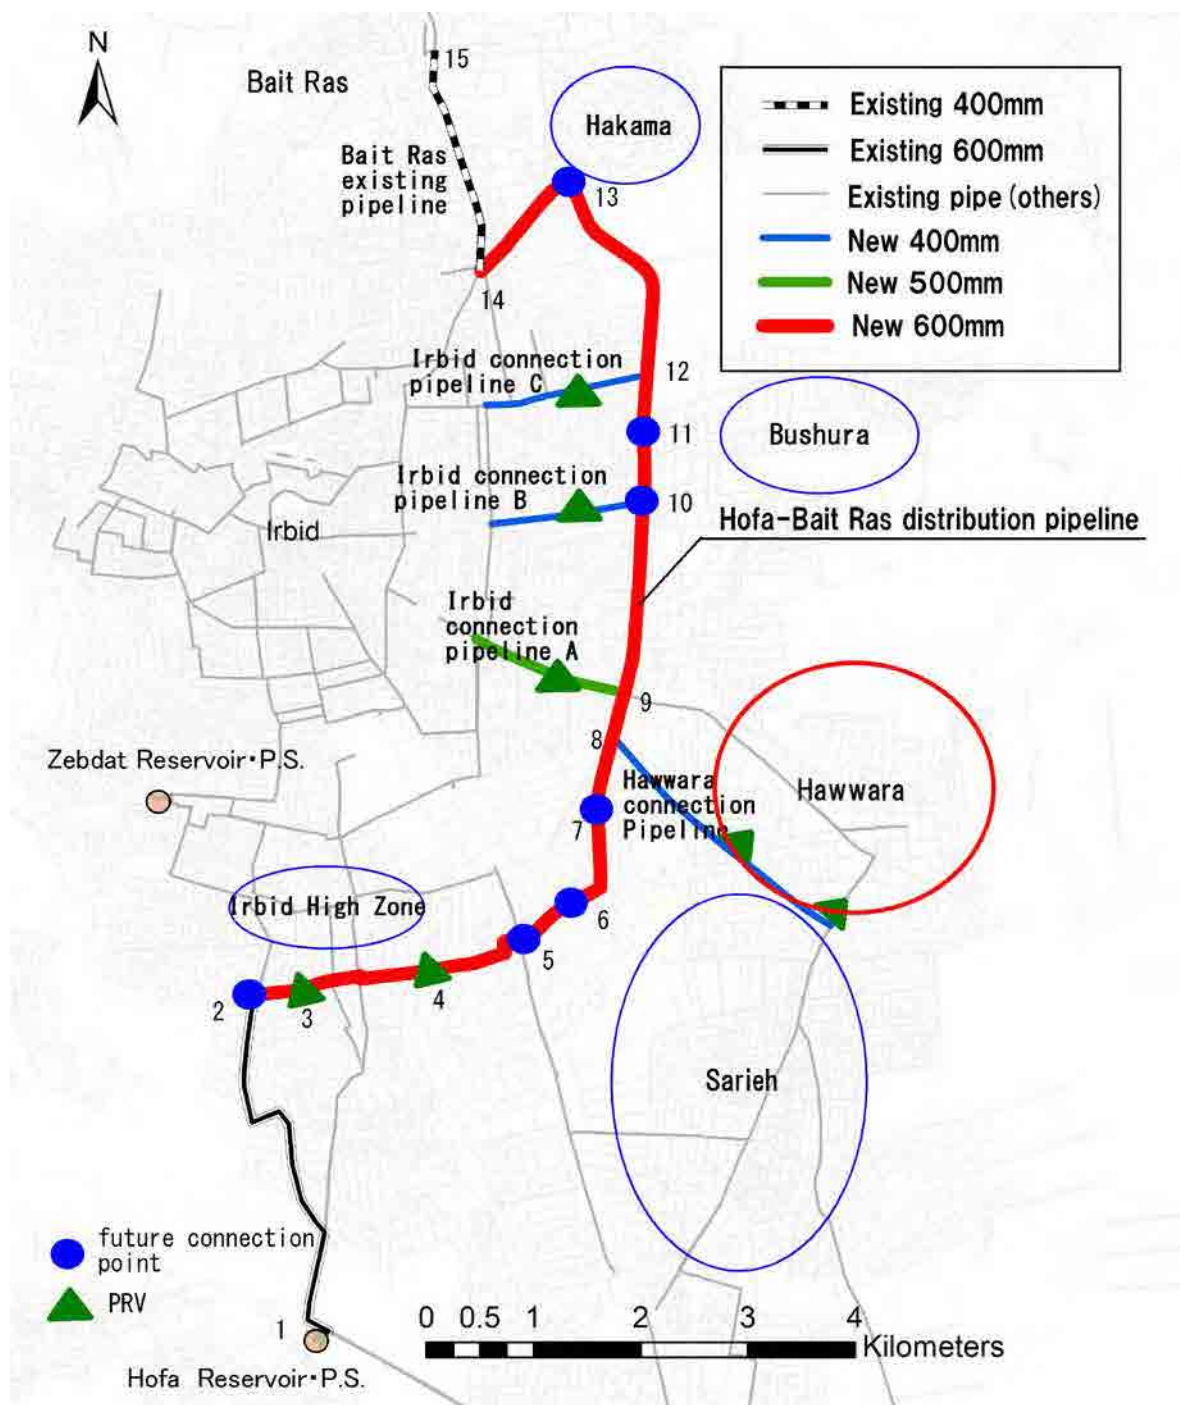 N
15
Bait Ras
Hakama
Bait Ras
existing
pipeline
13
14
Existing 400mm
Existing 600mm
Existing pipe (others)
New 400mm
New 500mm
New 600mm
Irbid connection
pipeline C
12
11
Bushura
Irbid connection
pipeline B
10
Hofa-Bait Ras distribution pipeline
Irbid
Irbid
connection
pipeline A
9
8
Zebdat Reservoir・P.S.
Hawwara
connection
Pipeline
Hawwara
7
Irbid High Zone
6
5
4
3
2
Sarieh
future connection
point
PRV
1
Hofa Reservoir・P.S.
0 0.5 1 2 3 4
Kilometers